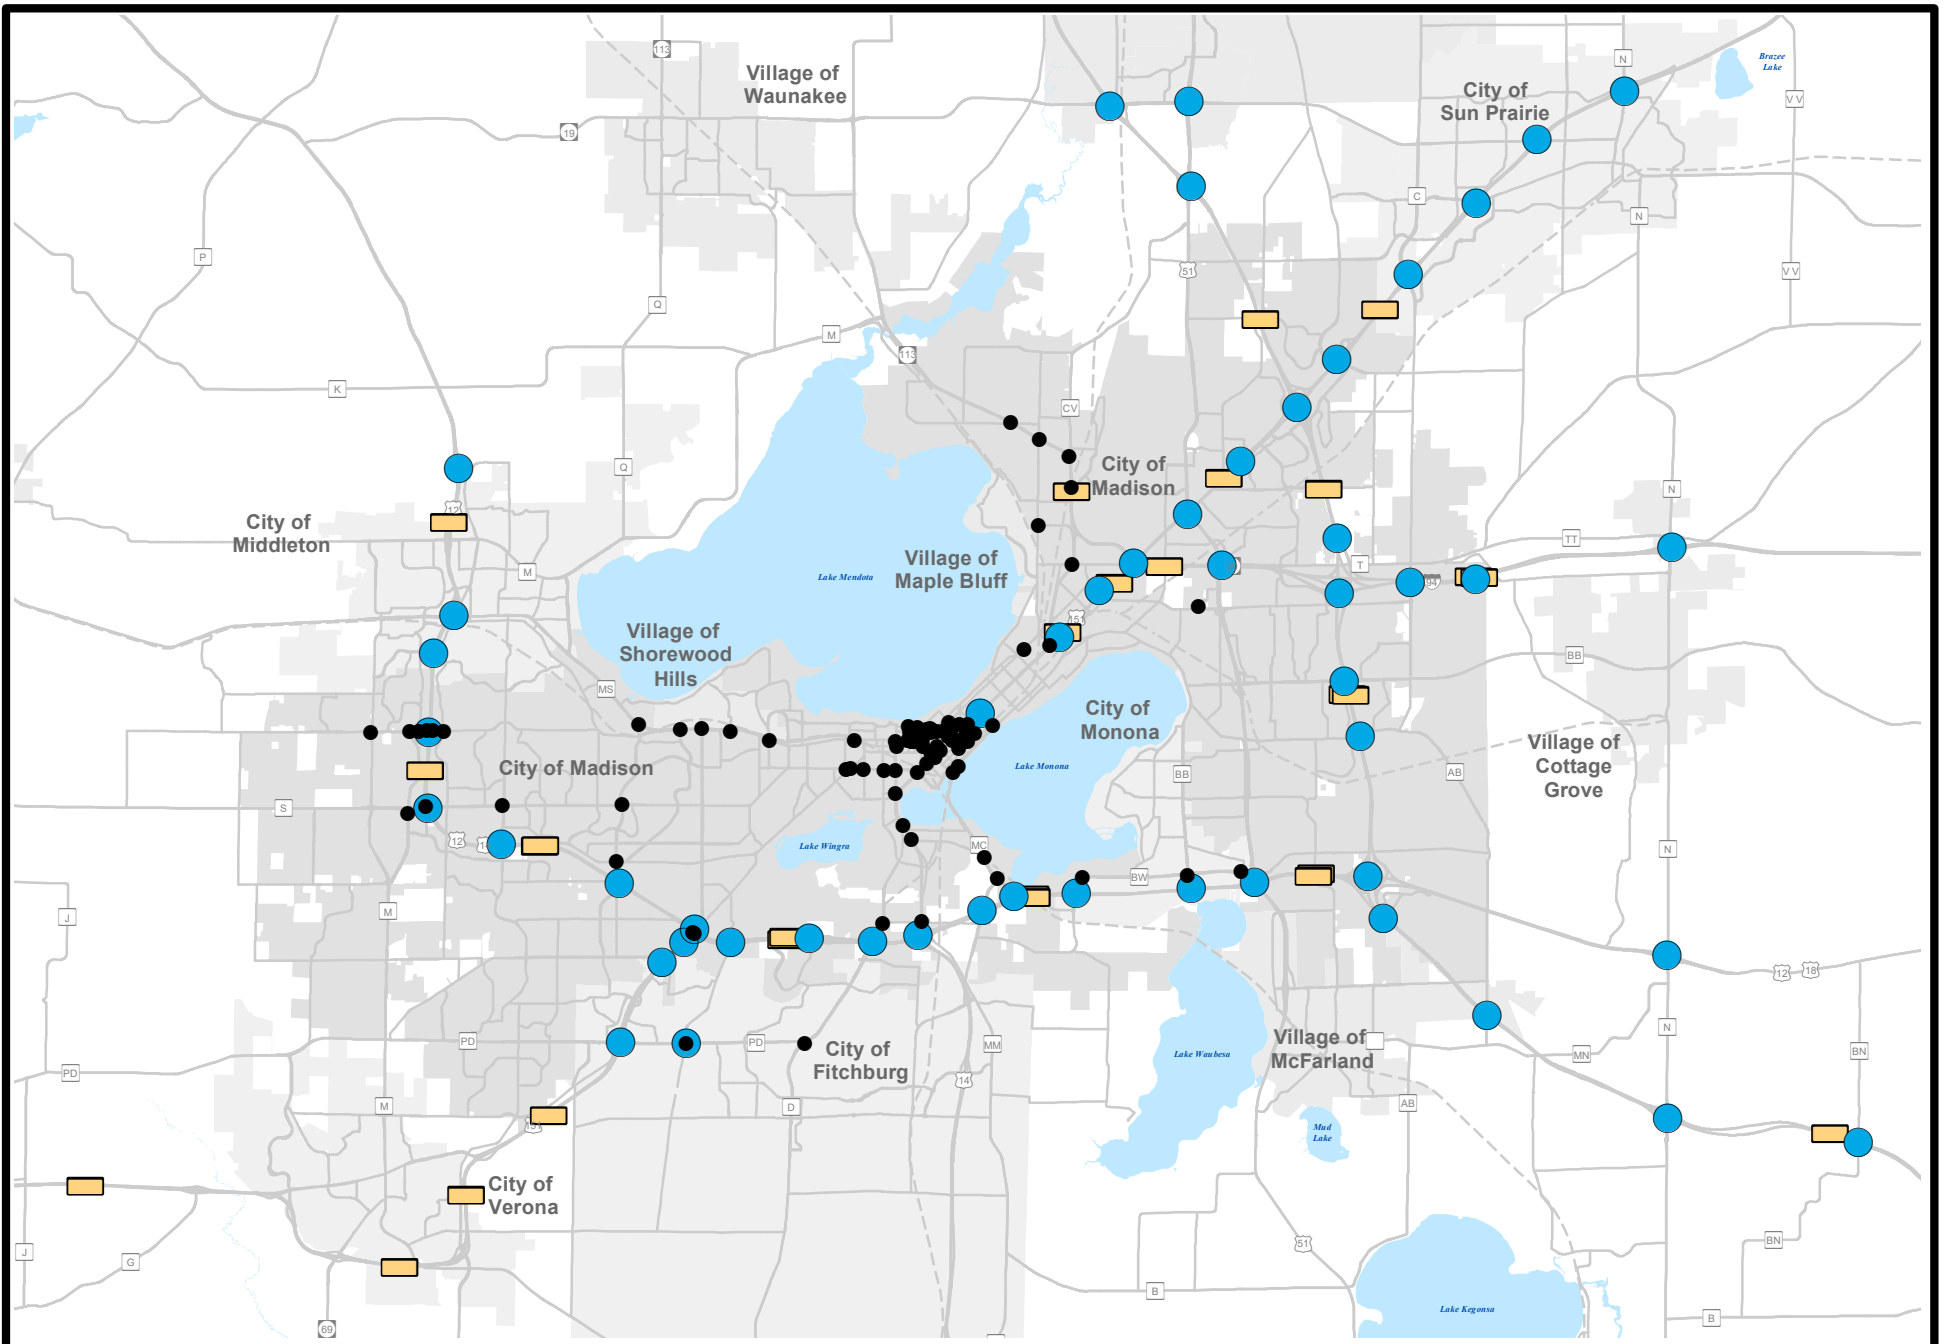 113
N
Village of
Waunakee
Brazee
Lake
City of
Sun Prairie
V V
19
C
N
P
51
V V
Q
M
113
K
CV
Q
City of
Madison
N
12
City of
Middleton
TT
Village of
Maple Bluff
M
Lake Mendota
T
94
151
Village of
Shorewood
Hills
BB
MS
City of
Monona
Village of
Cottage
Grove
City of Madison
Lake Monona
BB
AB
S
12
Lake Wingra
MC
N
BW
J
M
12
18
N
PD
PD
City of
Fitchburg
MM
Village of
McFarland
Lake Waubesa
MN
BN
PD
14
M
D
AB
151
Mud
Lake
City of
Verona
J
G
51
BN
B
Lake Kegonsa
B
69